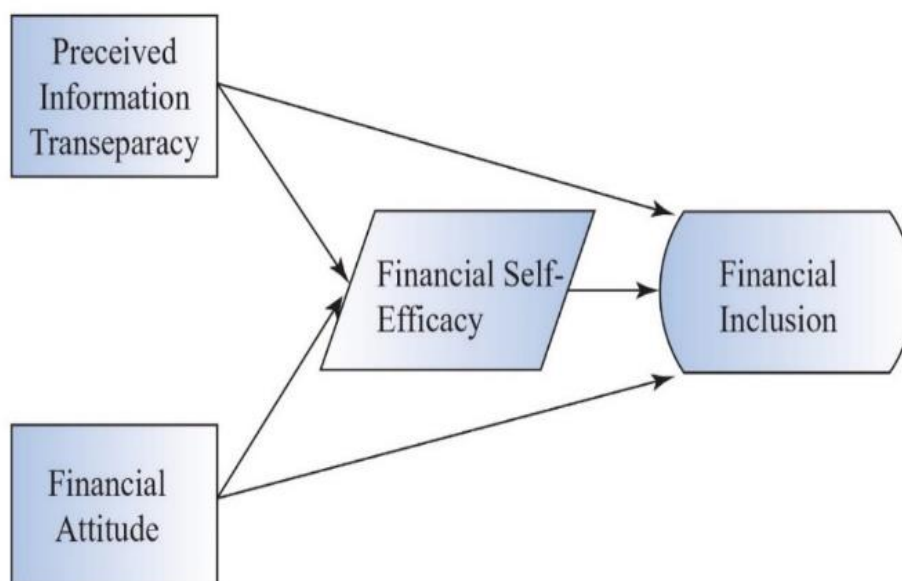 Preceived
Information
Transeparacy
Financial Self-
Efficacy
Financial
Inclusion
Financial
Attitude